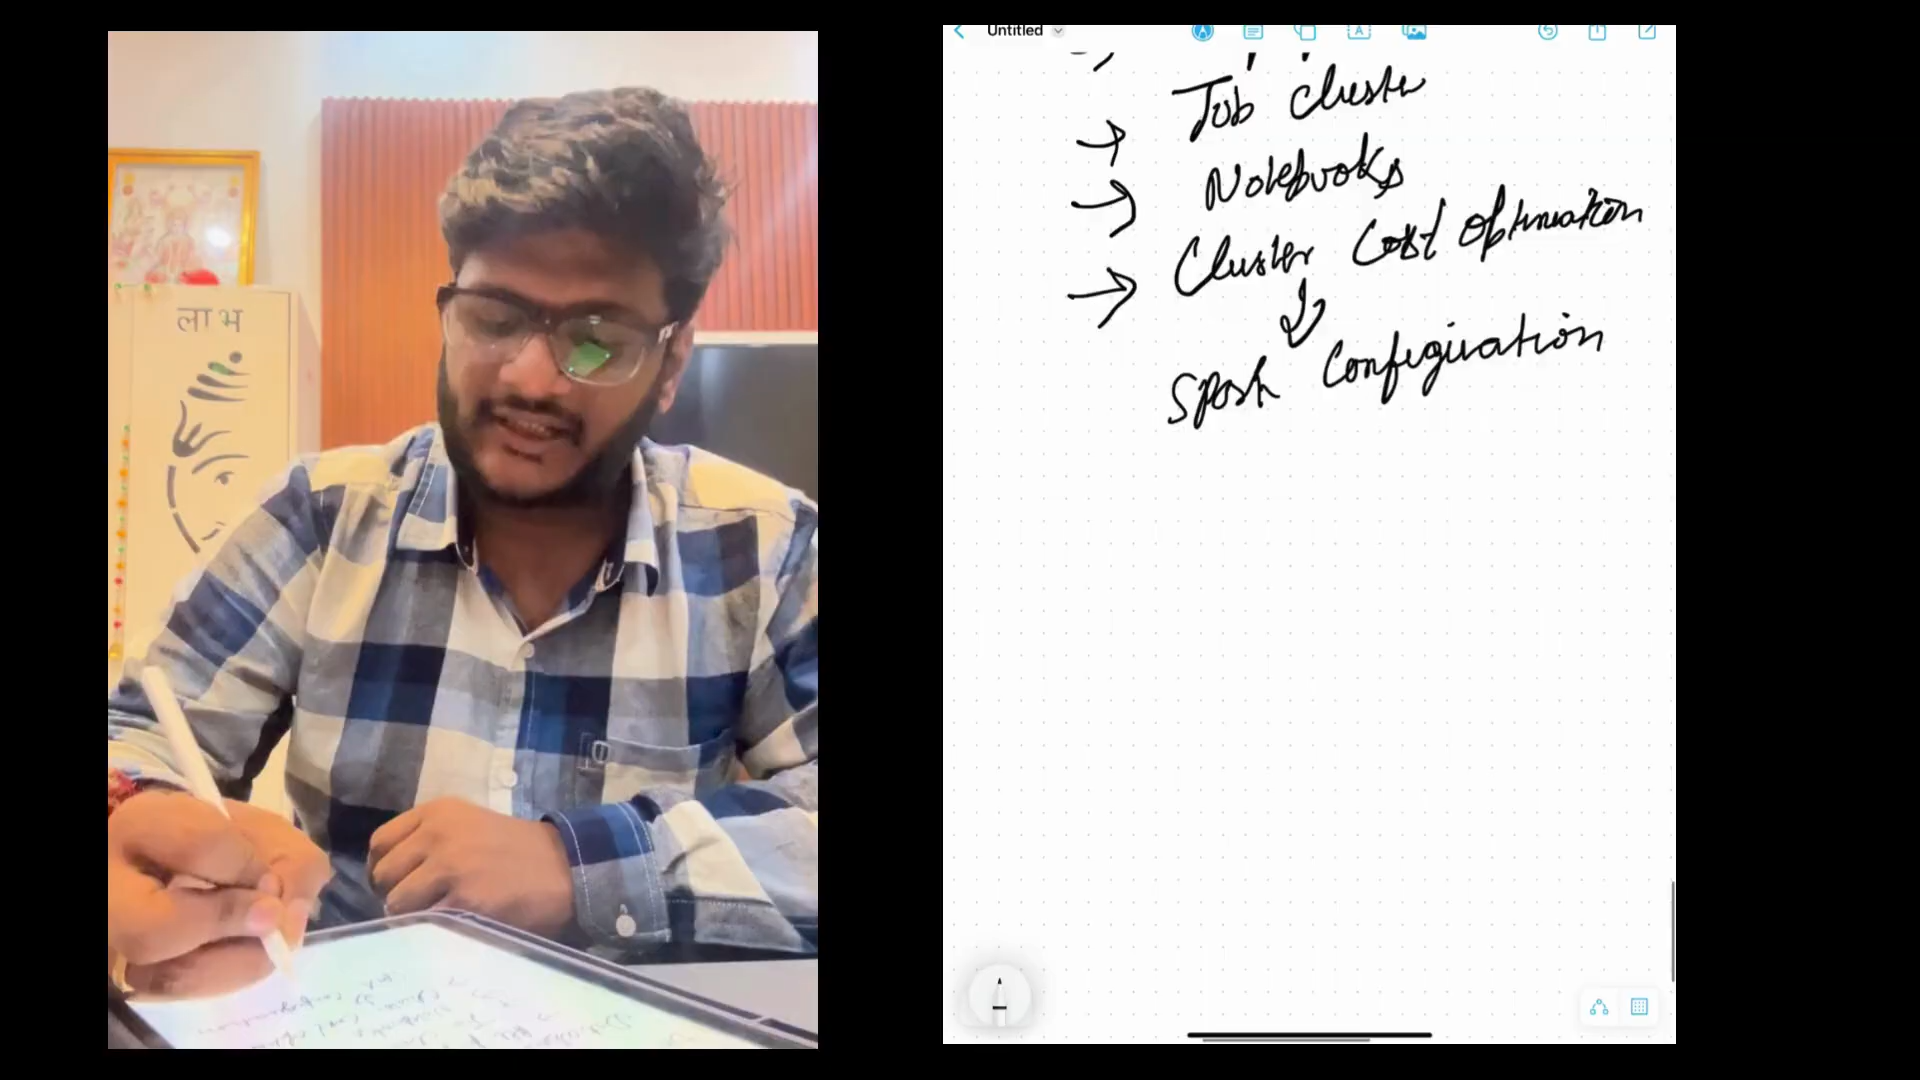 लाभ
Untitled
Job cluster
Notebooks
Cluster Cost optimization
Spark Configuration